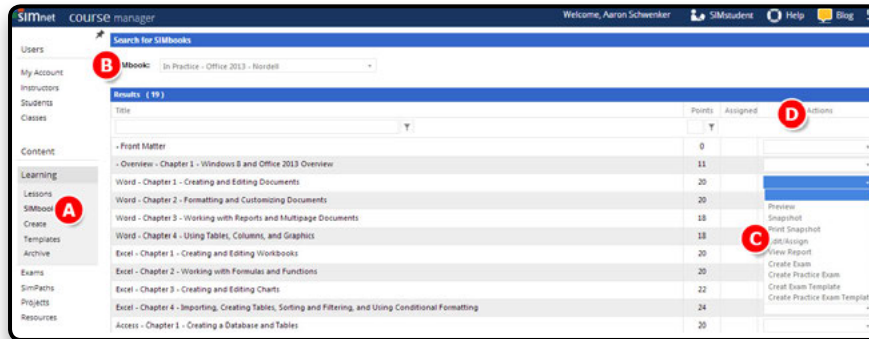 SIMnet course manager
Welcome, Aaron Schwenker SIMstudent Help Blog
Users
My Account
Instructors
Students
Classes
Content
Learning
Lessons
SIMbook
A
Create
Templates
Archive
Exams
SimPaths
Projects
Resources
Search for SIMbooks
B
Mbook: In Practice - Office 2013 - Nordell
Results (19)
Title Points Assigned D Actions
- Front Matter 0
- Overview - Chapter 1 - Windows 8 and Office 2013 Overview 11
Word - Chapter 1 - Creating and Editing Documents 20
Word - Chapter 2 - Formatting and Customizing Documents 20
Word - Chapter 3 - Working with Reports and Multipage Documents 18
Word - Chapter 4 - Using Tables, Columns, and Graphics 18
Excel - Chapter 1 - Creating and Editing Workbooks 20
Excel - Chapter 2 - Working with Formulas and Functions 20
Excel - Chapter 3 - Creating and Editing Charts 22
Excel - Chapter 4 - Importing, Creating Tables, Sorting and Filtering, and Using Conditional Formatting 24
Access - Chapter 1 - Creating a Database and Tables 20
Preview
Snapshot
Print Snapshot
C
Edit/Assign
View Report
Create Exam
Create Practice Exam
Creat Exam Template
Create Practice Exam Templat